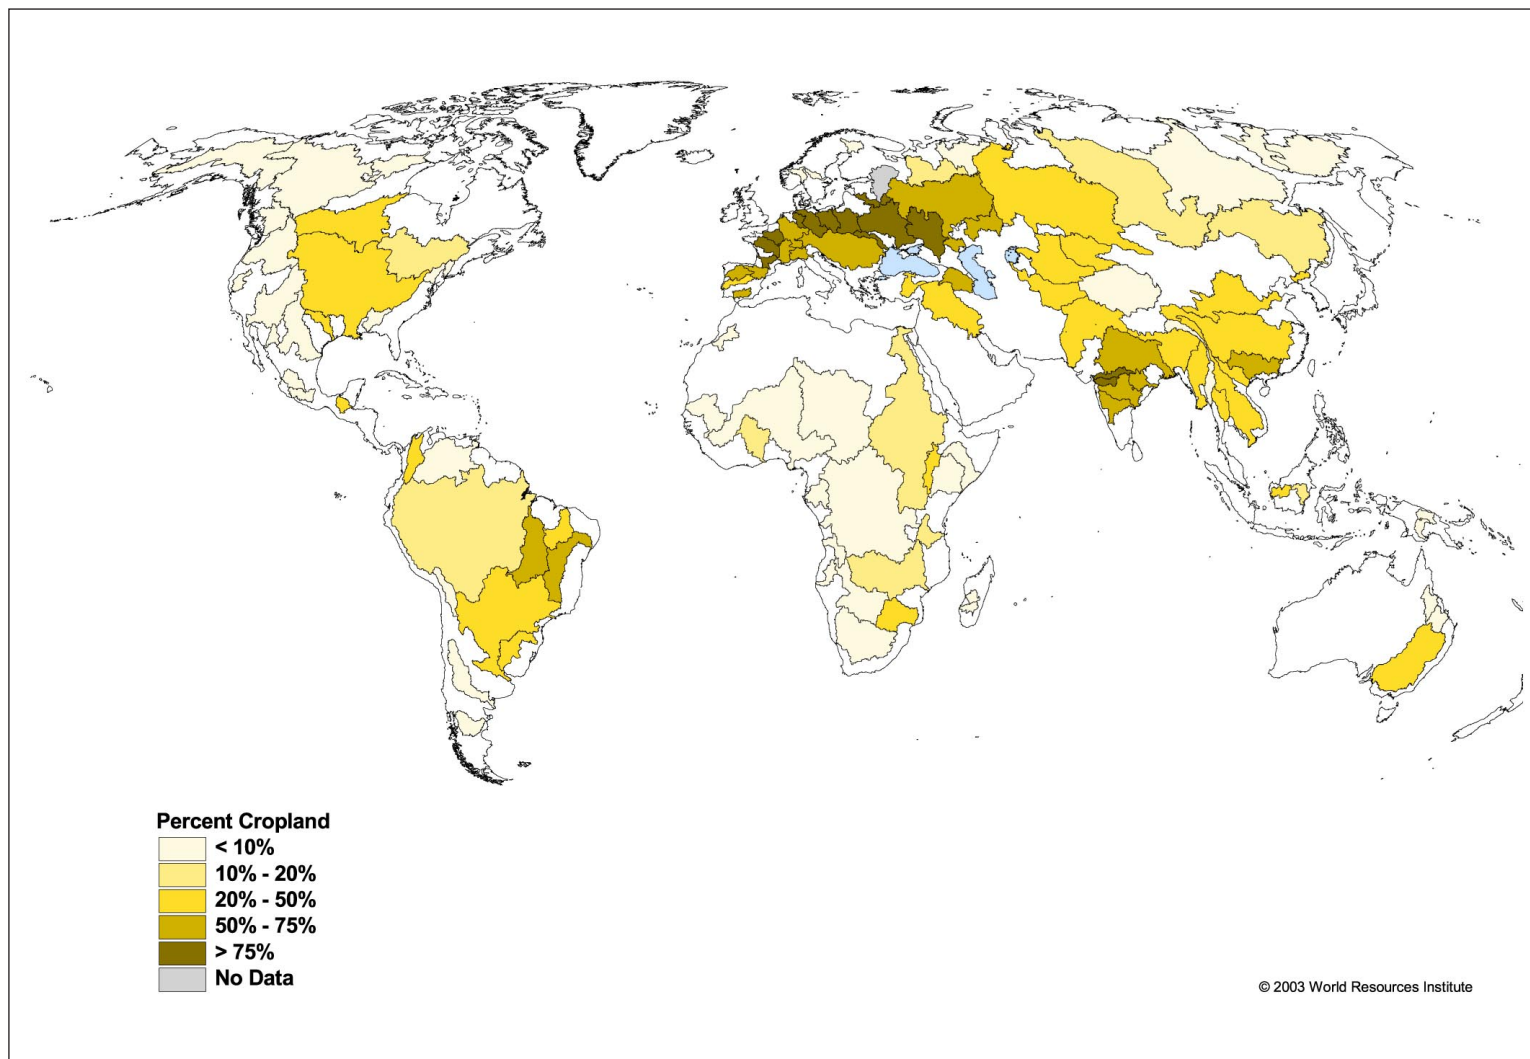 Percent Cropland
< 10%
10% - 20%
20% - 50%
50% - 75%
> 75%
No Data
© 2003 World Resources Institute